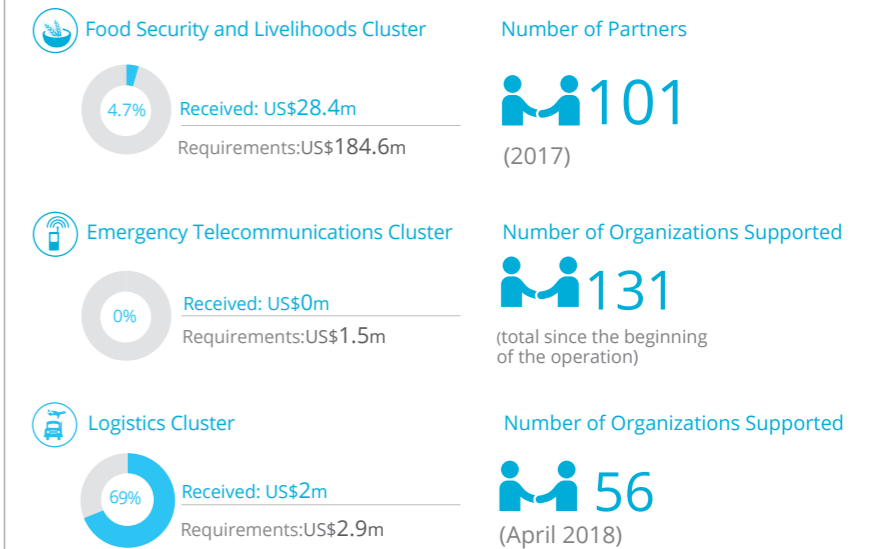 Food Security and Livelihoods Cluster
Number of Partners
4.7%
Received: US$28.4m
Requirements:US$184.6m
101
(2017)
Emergency Telecommunications Cluster
Number of Organizations Supported
0%
Received: US$0m
Requirements:US$1.5m
131
(total since the beginning
of the operation)
Logistics Cluster
Number of Organizations Supported
69%
Received: US$2m
Requirements:US$2.9m
56
(April 2018)